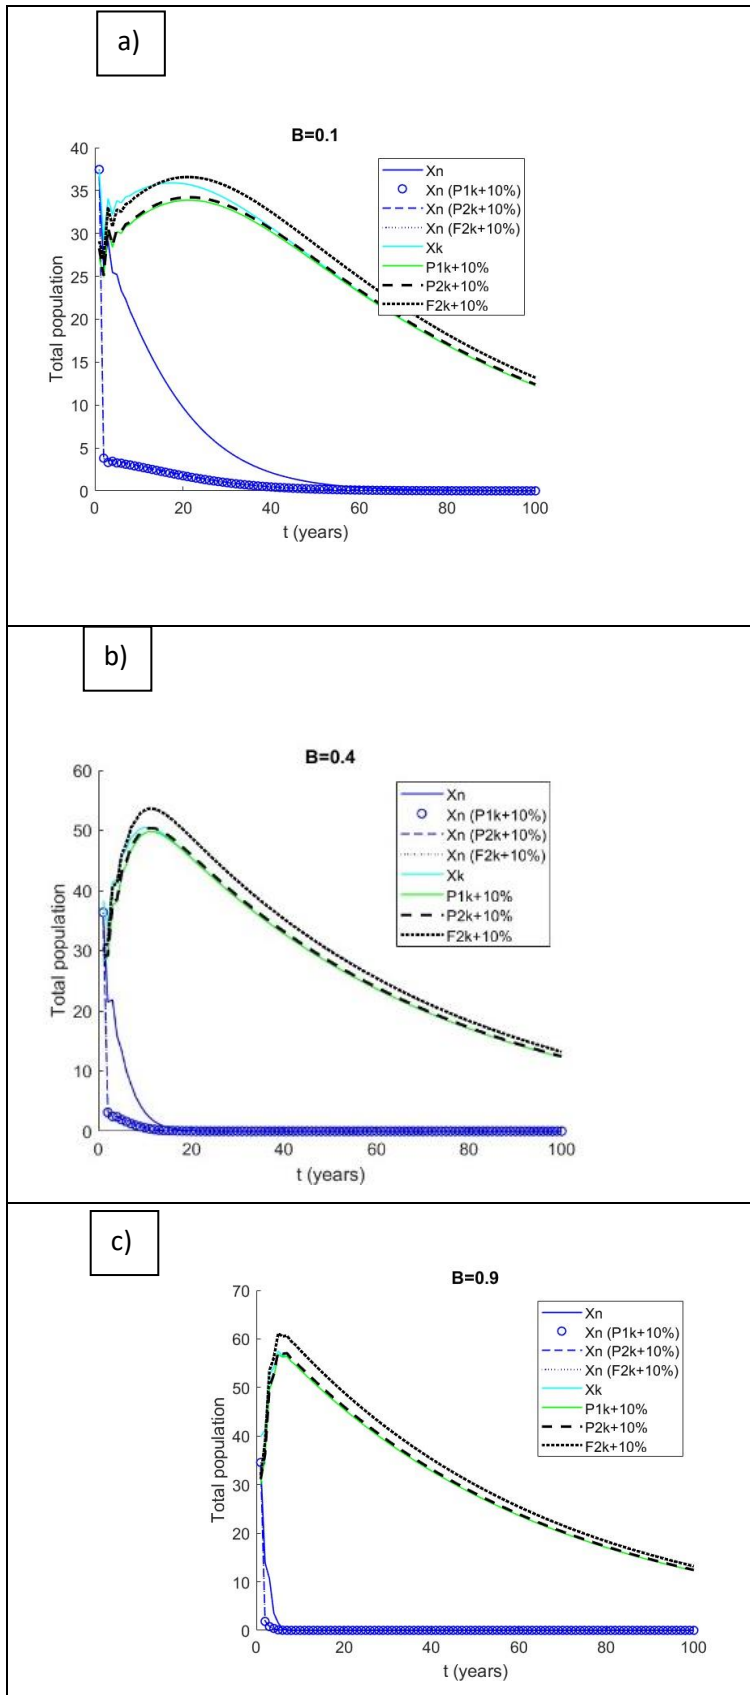 a)
B=0.1
40
35
30
25
20
15
10
5
0
Total population
0 20 40 60 80 100
t (years)
Xn
Xn (P1k+10%)
Xn (P2k+10%)
Xn (F2k+10%)
Xk
P1k+10%
P2k+10%
F2k+10%
b)
B=0.4
60
50
40
30
20
10
0
Total population
0 20 40 60 80 100
t (years)
Xn
Xn (P1k+10%)
Xn (P2k+10%)
Xn (F2k+10%)
Xk
P1k+10%
P2k+10%
F2k+10%
c)
B=0.9
70
60
50
40
30
20
10
0
Total population
0 20 40 60 80 100
t (years)
Xn
Xn (P1k+10%)
Xn (P2k+10%)
Xn (F2k+10%)
Xk
P1k+10%
P2k+10%
F2k+10%